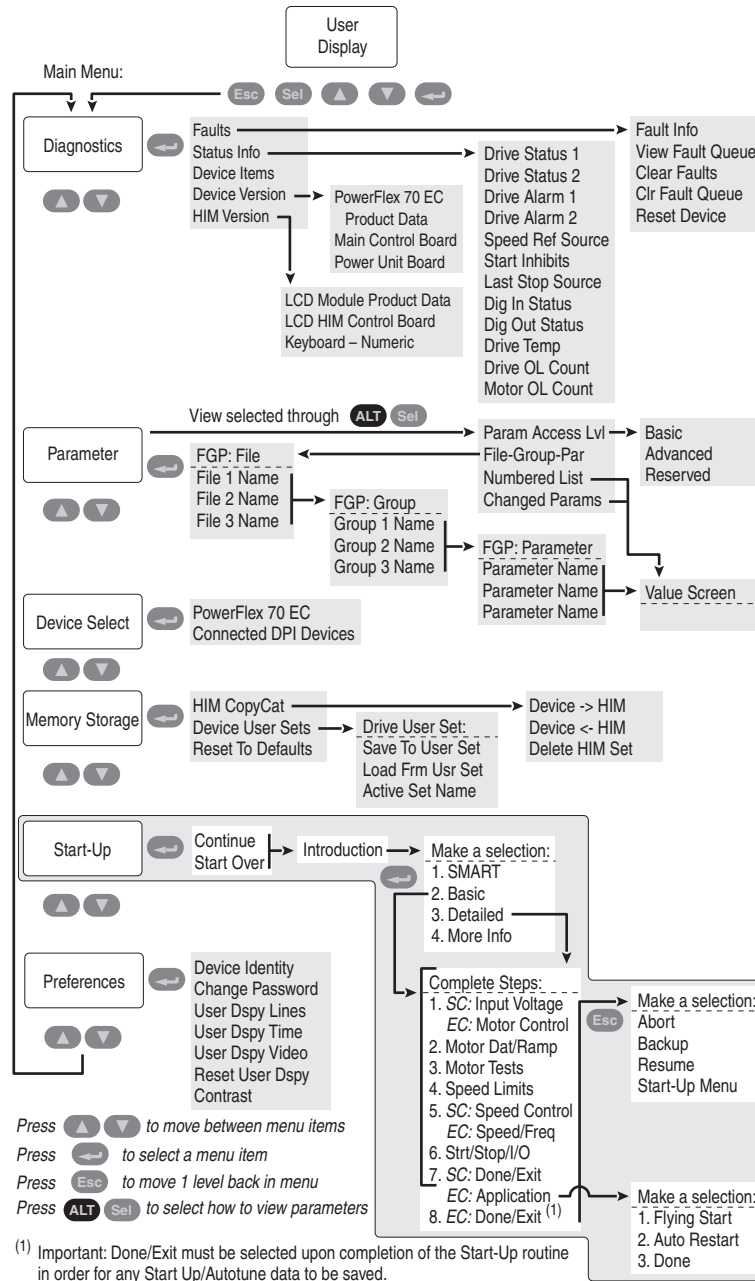 User
Display
Main Menu:
Esc Sel
Diagnostics
Faults
Status Info
Device Items
Device Version
HIM Version
PowerFlex 70 EC
Product Data
Main Control Board
Power Unit Board
LCD Module Product Data
LCD HIM Control Board
Keyboard – Numeric
Drive Status 1
Drive Status 2
Drive Alarm 1
Drive Alarm 2
Speed Ref Source
Start Inhibits
Last Stop Source
Dig In Status
Dig Out Status
Drive Temp
Drive OL Count
Motor OL Count
Fault Info
View Fault Queue
Clear Faults
Clr Fault Queue
Reset Device
View selected through ALT Sel
Parameter
FGP: File
File 1 Name
File 2 Name
File 3 Name
FGP: Group
Group 1 Name
Group 2 Name
Group 3 Name
FGP: Parameter
Parameter Name
Parameter Name
Parameter Name
Param Access Lvl
File-Group-Par
Numbered List
Changed Params
Basic
Advanced
Reserved
Value Screen
Device Select
PowerFlex 70 EC
Connected DPI Devices
Memory Storage
HIM CopyCat
Device User Sets
Reset To Defaults
Drive User Set:
Save To User Set
Load Frm Usr Set
Active Set Name
Device -> HIM
Device <- HIM
Delete HIM Set
Start-Up
Continue
Start Over
Introduction
Make a selection:
1. SMART
2. Basic
3. Detailed
4. More Info
Complete Steps:
1. SC: Input Voltage
EC: Motor Control
2. Motor Dat/Ramp
3. Motor Tests
4. Speed Limits
5. SC: Speed Control
EC: Speed/Freq
6. Strt/Stop/I/O
7. SC: Done/Exit
EC: Application
8. EC: Done/Exit (1)
Esc
Make a selection:
Abort
Backup
Resume
Start-Up Menu
Make a selection:
1. Flying Start
2. Auto Restart
3. Done
Preferences
Device Identity
Change Password
User Dspy Lines
User Dspy Time
User Dspy Video
Reset User Dspy
Contrast
Press to move between menu items
Press to select a menu item
Press Esc to move 1 level back in menu
Press ALT Sel to select how to view parameters
(1) Important: Done/Exit must be selected upon completion of the Start-Up routine
in order for any Start Up/Autotune data to be saved.